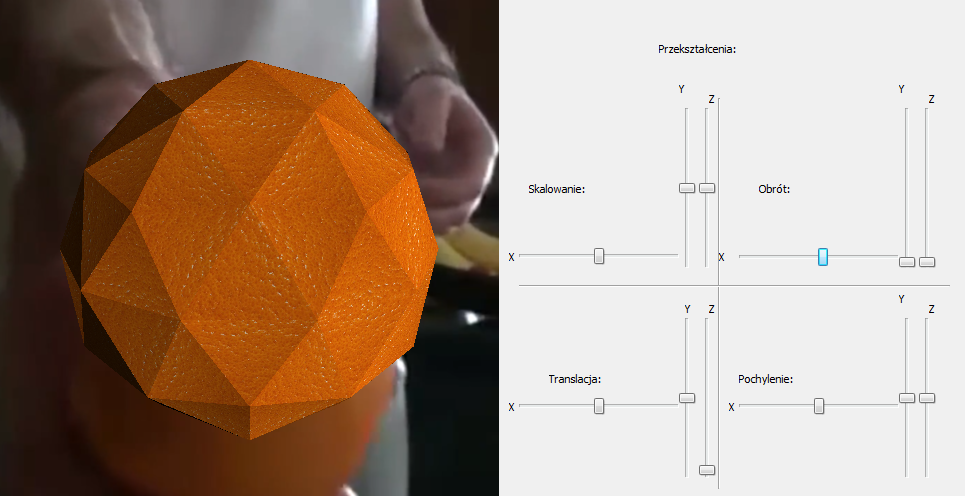 Przekształcenia:
Y
Z
Skalowanie:
X
Y
Z
Obrót:
X
Y
Z
Translacja:
X
Y
Z
Pochylenie:
X